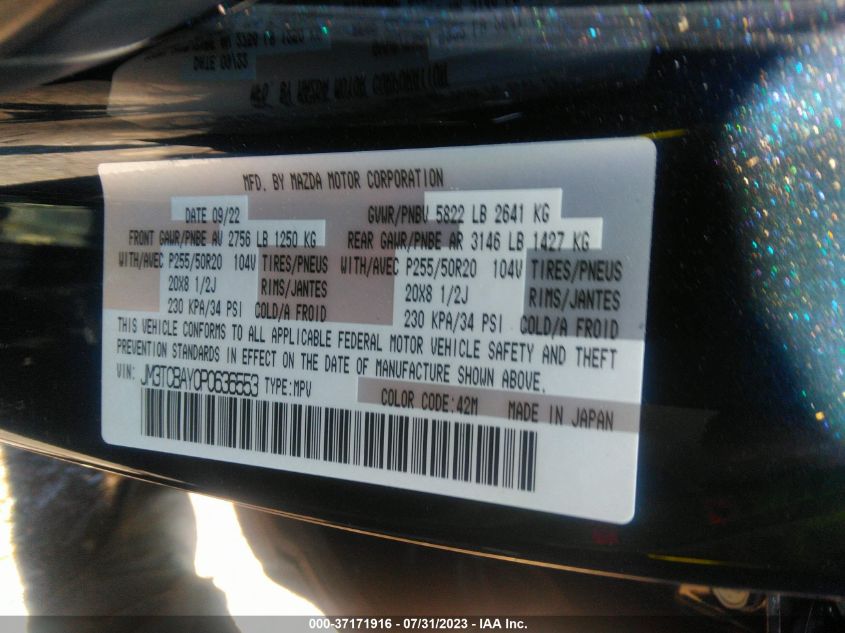 MFD. BY MAZDA MOTOR CORPORATION
DATE 09/22 GVWR/PNBV 5822 LB 2641 KG
FRONT GAWR/PNBE AV 2756 LB 1250 KG REAR GAWR/PNBE AR 3146 LB 1427 KG
WITH/AVEC P255/50R20 104V TIRES/PNEUS WITH/AVEC P255/50R20 104V TIRES/PNEUS
20X8 1/2J RIMS/JANTES 20X8 1/2J RIMS/JANTES
230 KPA/34 PSI COLD/A FROID 230 KPA/34 PSI COLD/A FROID
THIS VEHICLE CONFORMS TO ALL APPLICABLE FEDERAL MOTOR VEHICLE SAFETY AND THEFT
PREVENTION STANDARDS IN EFFECT ON THE DATE OF MANUFACTURE SHOWN ABOVE.
VIN: JM3TCBAY0P0636553 TYPE:MPV
COLOR CODE:42M MADE IN JAPAN
000-37171916 - 07/31/2023 - IAA Inc.